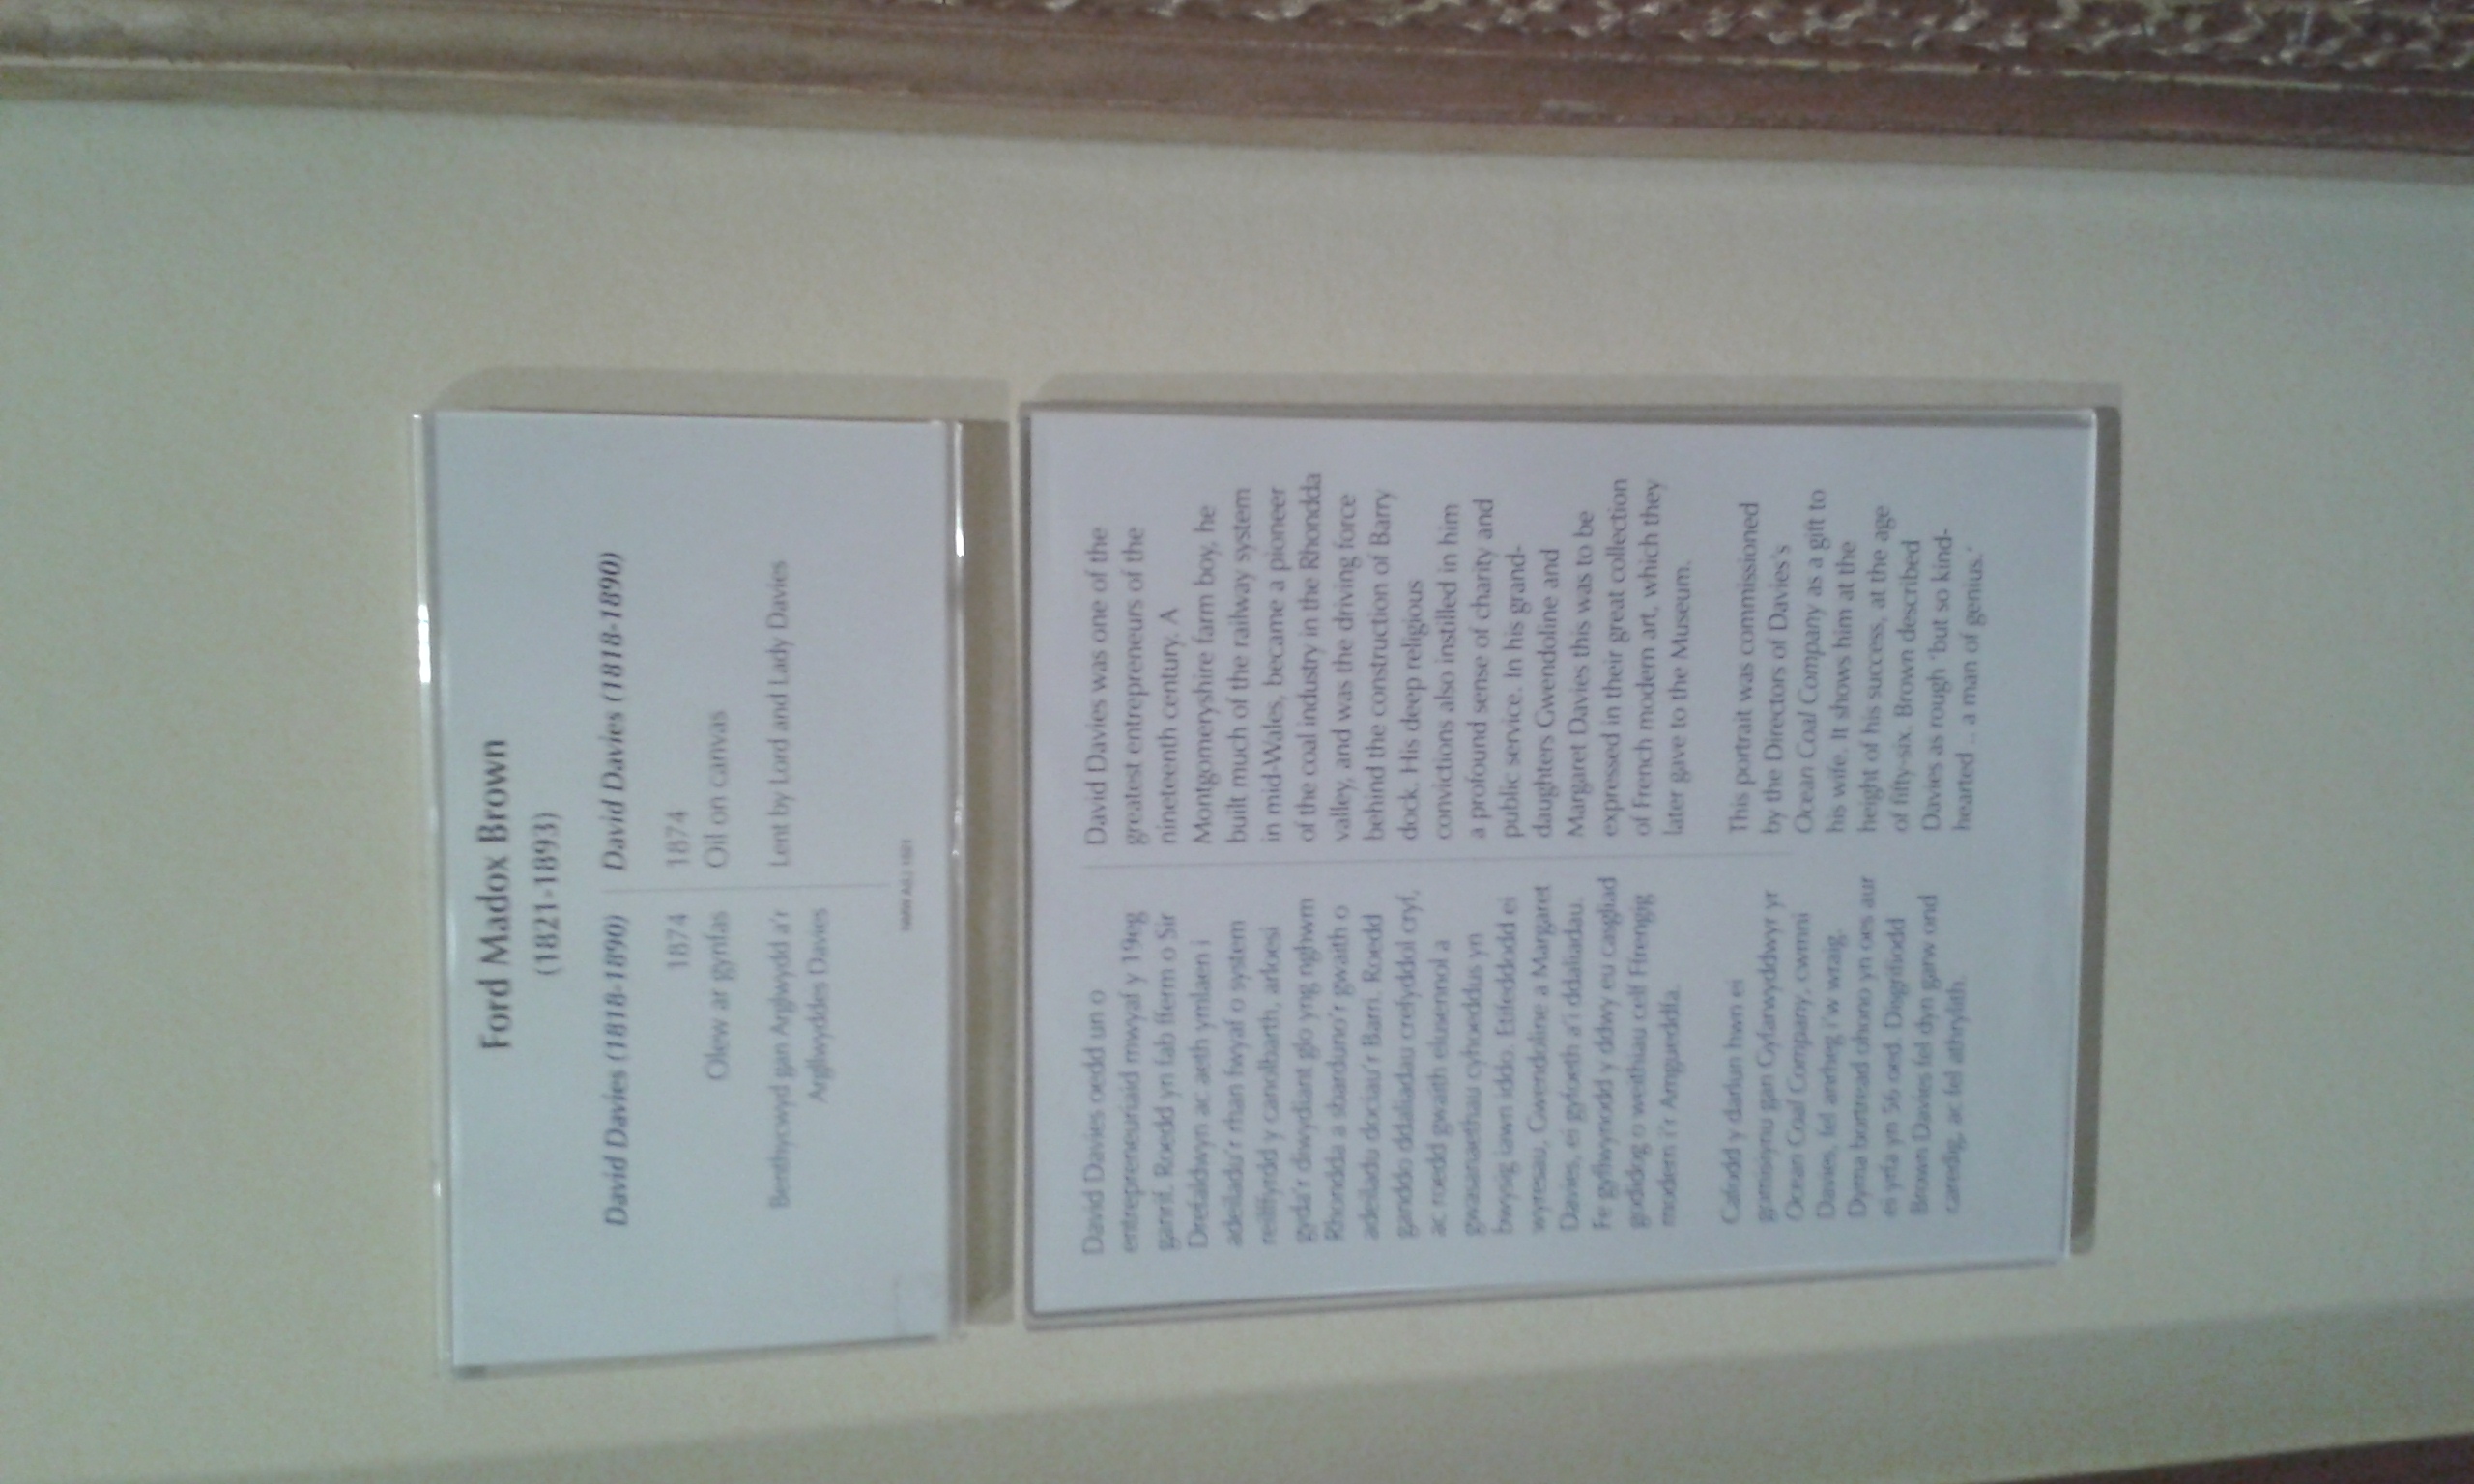 Ford Madox Brown
(1821-1893)
David Davies (1818-1890)
1874
Olew ar gynfas
Benthycwyd gan Arglwydd a'r
Arglwyddes Davies
David Davies (1818-1890)
1874
Oil on canvas
Lent by Lord and Lady Davies
David Davies oedd un o
entrepreneuriaid mwyaf y 19eg
ganrif. Roedd yn fab fferm o Sir
Drefaldwyn ac aeth ymlaen i
adeiladu'r rhan fwyaf o system
reilffyrdd y canolbarth, arloesi
gyda'r diwydiant glo yng nghwm
Rhondda a sbarduno'r gwaith o
adeiladu dociau'r Barri. Roedd
ganddo ddaliadau crefyddol cryf,
ac roedd gwaith elusennol a
gwasanaethau cyhoeddus yn
bwysig iawn iddo. Etifeddodd ei
wyresau, Gwendoline a Margaret
Davies, ei gyfoeth a'i ddaliadau.
Fe gyflwynodd y ddwy eu casgliad
godidog o weithiau celf Ffrengig
modern i'r Amgueddfa.
Cafodd y darlun hwn ei
gomisiynu gan Gyfarwyddwyr yr
Ocean Coal Company, cwmni
Davies, fel anrheg i'w wraig.
Dyma bortread ohono yn oes aur
ei yrfa yn 56 oed. Disgrifiodd
Brown Davies fel dyn garw ond
caredig, ac fel athrylith.
David Davies was one of the
greatest entrepreneurs of the
nineteenth century. A
Montgomeryshire farm boy, he
built much of the railway system
in mid-Wales, became a pioneer
of the coal industry in the Rhondda
valley, and was the driving force
behind the construction of Barry
dock. His deep religious
convictions also instilled in him
a profound sense of charity and
public service. In his grand-
daughters Gwendoline and
Margaret Davies this was to be
expressed in their great collection
of French modern art, which they
later gave to the Museum.
This portrait was commissioned
by the Directors of Davies's
Ocean Coal Company as a gift to
his wife. It shows him at the
height of his success, at the age
of fifty-six. Brown described
Davies as rough 'but so kind-
hearted .. a man of genius.'